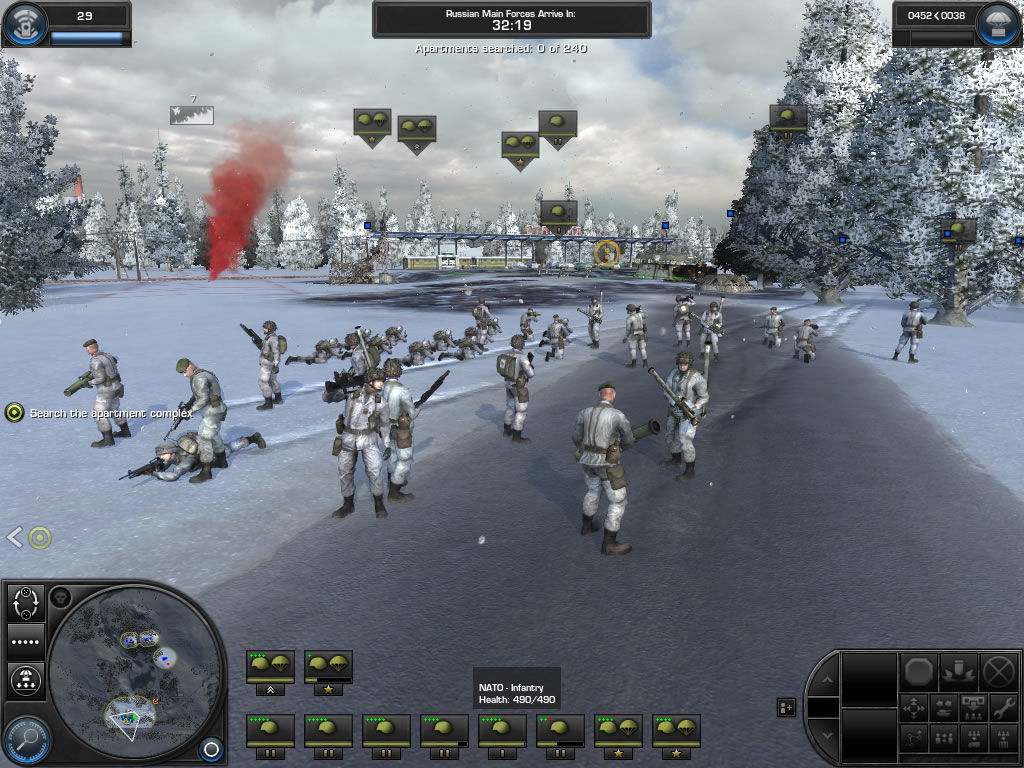 29
Russian Main Forces Arrive In:
32:19
0452<0038
Apartments searched: 0 of 240
7
Search the apartment complex
NATO - Infantry
Health: 490/490